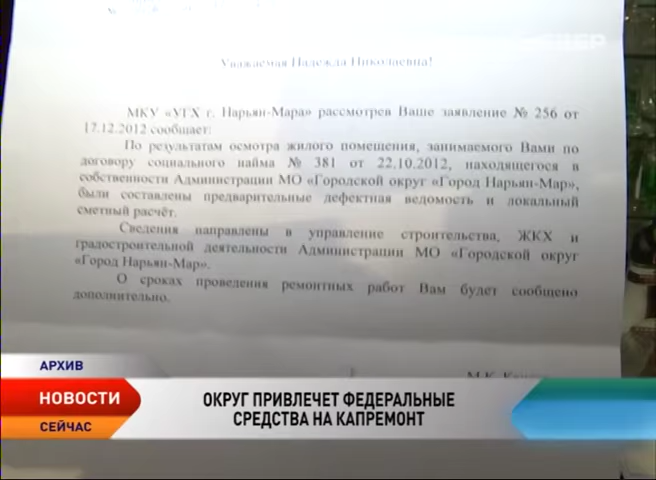 Уважаемая Надежда Николаевна!
МКУ «УГХ г. Нарьян-Мара» рассмотрев Ваше заявление № 256 от
17.12.2012 сообщает:
По результатам осмотра жилого помещения, занимаемого Вами по
договору социального найма № 381 от 22.10.2012, находящегося в
собственности Администрации МО «Городской округ «Город Нарьян-Мар»,
были составлены предварительные дефектная ведомость и локальный
сметный расчёт.
Сведения направлены в управление строительства, ЖКХ и
градостроительной деятельности Администрации МО «Городской округ
«Город Нарьян-Мар».
О сроках проведения ремонтных работ Вам будет сообщено
дополнительно.
М.К.
АРХИВ
НОВОСТИ
СЕЙЧАС
ОКРУГ ПРИВЛЕЧЕТ ФЕДЕРАЛЬНЫЕ
СРЕДСТВА НА КАПРЕМОНТ